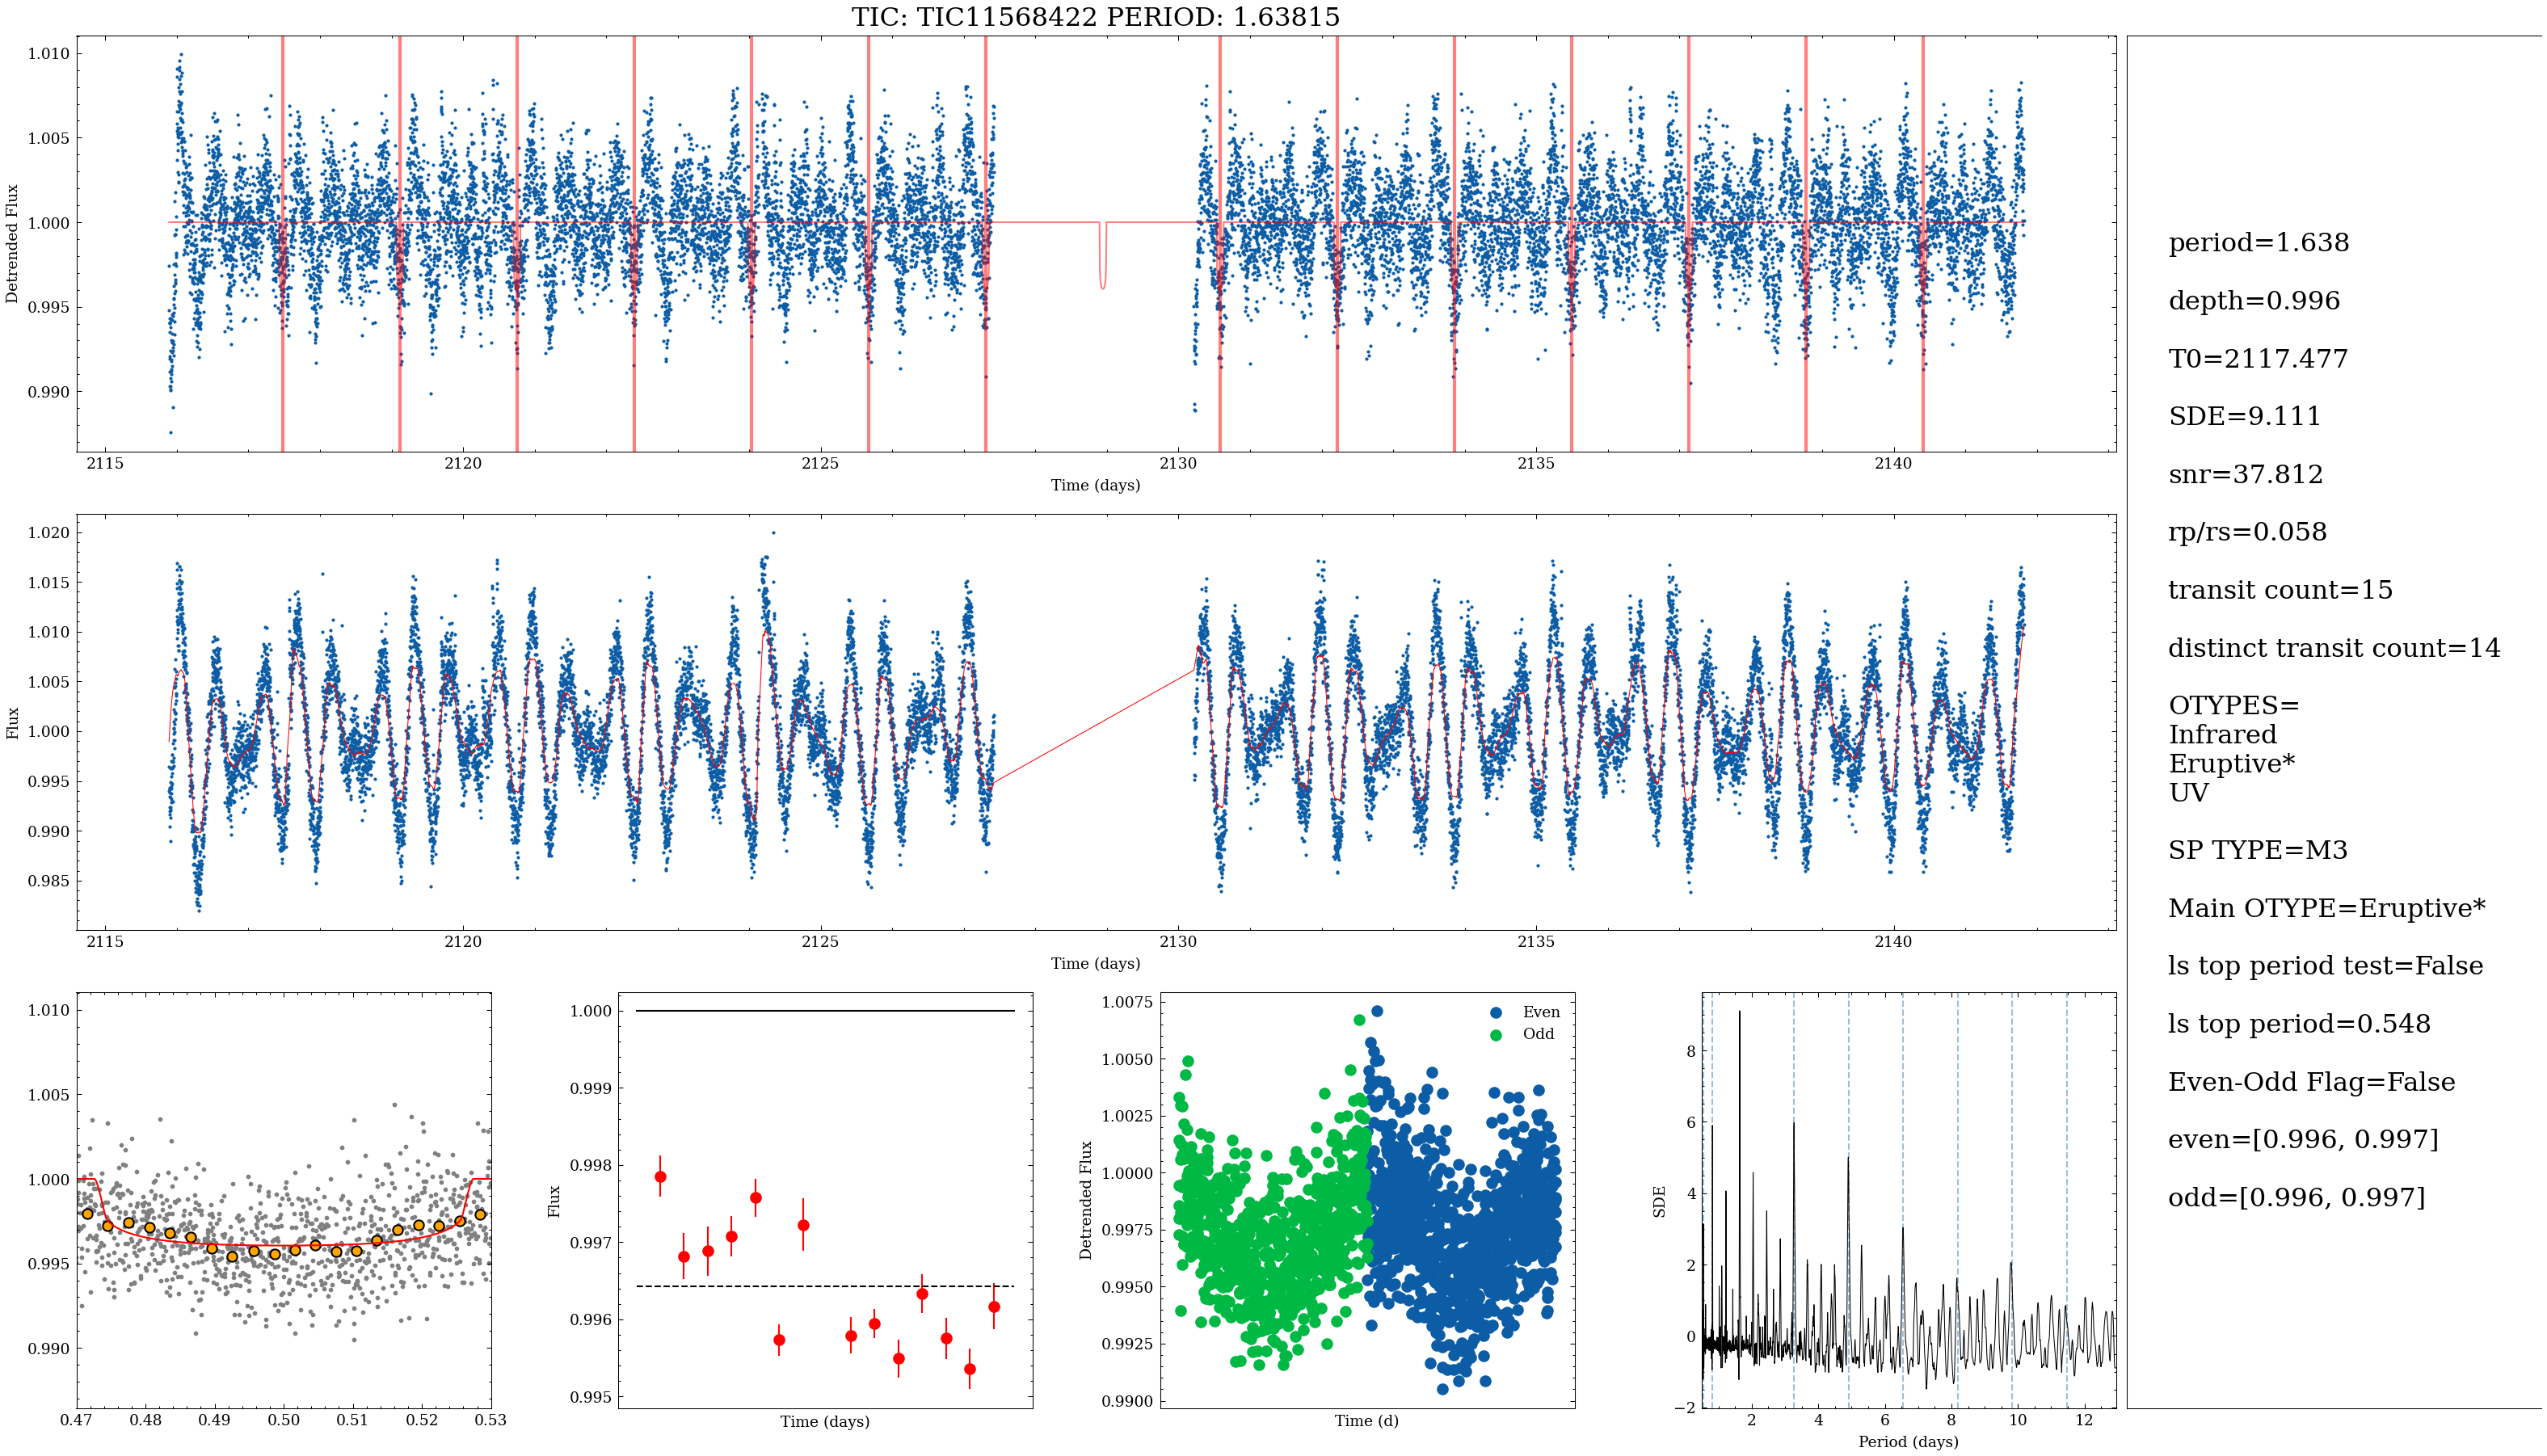 TIC: TIC11568422 PERIOD: 1.63815
1.010
1.005
1.000
0.995
0.990
Detrended Flux
2115
2120
2125
2130
2135
2140
Time (days)
1.020
1.015
1.010
1.005
1.000
0.995
0.990
0.985
Flux
2115
2120
2125
2130
2135
2140
Time (days)
1.010
1.005
1.000
0.995
0.990
0.47
0.48
0.49
0.50
0.51
0.52
0.53
1.000
0.999
0.998
0.997
0.996
0.995
Flux
Time (days)
1.0075
1.0050
1.0025
1.0000
0.9975
0.9950
0.9925
0.9900
Detrended Flux
Even
Odd
Time (d)
8
6
4
2
0
−2
SDE
2
4
6
8
10
12
Period (days)
period=1.638
depth=0.996
T0=2117.477
SDE=9.111
snr=37.812
rp/rs=0.058
transit count=15
distinct transit count=14
OTYPES=
Infrared
Eruptive*
UV
SP TYPE=M3
Main OTYPE=Eruptive*
ls top period test=False
ls top period=0.548
Even-Odd Flag=False
even=[0.996, 0.997]
odd=[0.996, 0.997]